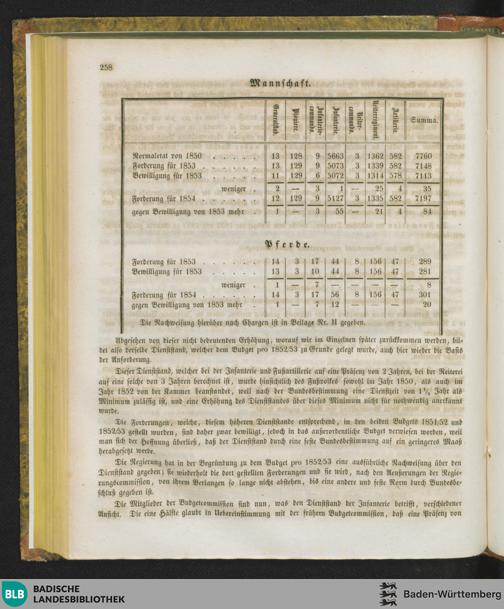 258
Mannschaft.
Generalstab. Pioniere. Infanterie-commando. Infanterie. Reiter-commando. Reiterregiment. Artillerie. Summa.
Normaletat von 1850 . . . . . . 13 128 9 5663 3 1362 582 7760
Forderung für 1853 . . . . . . 13 129 9 5073 3 1339 582 7148
Bewilligung für 1853 . . . . . . 11 129 6 5072 3 1314 578 7113
weniger . . 2 — 3 1 — 25 4 35
Forderung für 1854 . . . . . . 12 129 9 5127 3 1335 582 7197
gegen Bewilligung von 1853 mehr 1 — 3 55 — 21 4 84
Pferde.
Forderung für 1853 . . . . . . 14 3 17 44 8 156 47 289
Bewilligung für 1853 . . . . . . 13 3 10 44 8 156 47 281
weniger . . 1 — 7 — — — — 8
Forderung für 1854 . . . . . . 14 3 17 56 8 156 47 301
gegen Bewilligung von 1853 mehr . 1 — 7 12 — — — 20
Die Nachweisung hierüber nach Chargen ist in Beilage Nr. II gegeben.
Abgesehen von dieser nicht bedeutenden Erhöhung, worauf wir im Einzelnen später zurückkommen werden, bil-
det also derselbe Dienststand, welcher dem Budget pro 1852/53 zu Grunde gelegt wurde, auch hier wieder die Basis
der Anforderung.
Dieser Dienststand, welcher bei der Infanterie und Fußartillerie auf eine Präsenz von 2 Jahren, bei der Reiterei
auf eine solche von 3 Jahren berechnet ist, wurde hinsichtlich des Fußvolkes sowohl im Jahr 1850, als auch im
Jahr 1852 von der Kammer beanstandet, weil nach der Bundesbestimmung eine Dienstzeit von 1½ Jahr als
Minimum zulässig ist, und eine Erhöhung des Dienststandes über dieses Minimum nicht für nothwendig anerkannt
wurde.
Die Forderungen, welche, diesem höheren Dienststande entsprechend, in den beiden Budgets 1851/52 und
1852/53 gestellt wurden, sind daher zwar bewilligt, jedoch in das außerordentliche Budget verwiesen worden, weil
man sich der Hoffnung überließ, daß der Dienststand durch eine feste Bundesbestimmung auf ein geringeres Maaß
herabgesetzt werde.
Die Regierung hat in der Begründung zu dem Budget pro 1852/53 eine ausführliche Nachweisung über den
Dienststand gegeben; sie wiederholt die dort gestellten Forderungen und sie wird, nach den Aeußerungen der Regie-
rungscommission, von ihrem Verlangen so lange nicht abstehen, bis eine andere und feste Norm durch Bundesbe-
schluß gegeben ist.
Die Mitglieder der Budgetcommission sind nun, was den Dienststand der Infanterie betrifft, verschiedener
Ansicht. Die eine Hälfte glaubt in Uebereinstimmung mit der frühern Budgetcommission, daß eine Präsenz von
BLB BADISCHE
LANDESBIBLIOTHEK
Baden-Württemberg